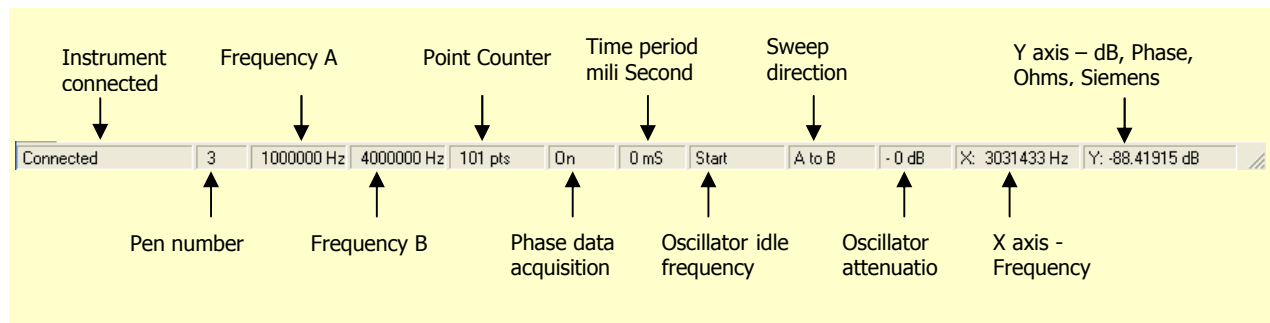 Instrument
connected
Frequency A
Point Counter
Time period
mili Second
Sweep
direction
Y axis – dB, Phase,
Ohms, Siemens
Connected 3 1000000 Hz 4000000 Hz 101 pts On 0 mS Start A to B - 0 dB X: 3031433 Hz Y: -88.41915 dB
Pen number
Frequency B
Phase data
acquisition
Oscillator idle
frequency
Oscillator
attenuatio
X axis -
Frequency